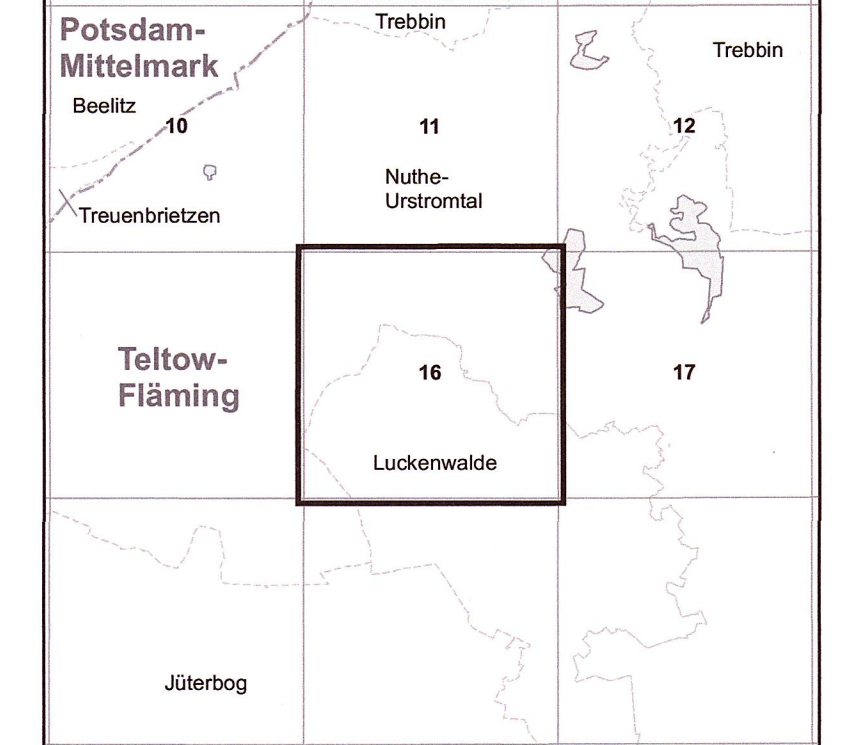 Potsdam-
Mittelmark
Trebbin
Trebbin
Beelitz
10
11
12
Nuthe-
Urstromtal
Treuenbrietzen
Teltow-
Fläming
16
17
Luckenwalde
Jüterbog